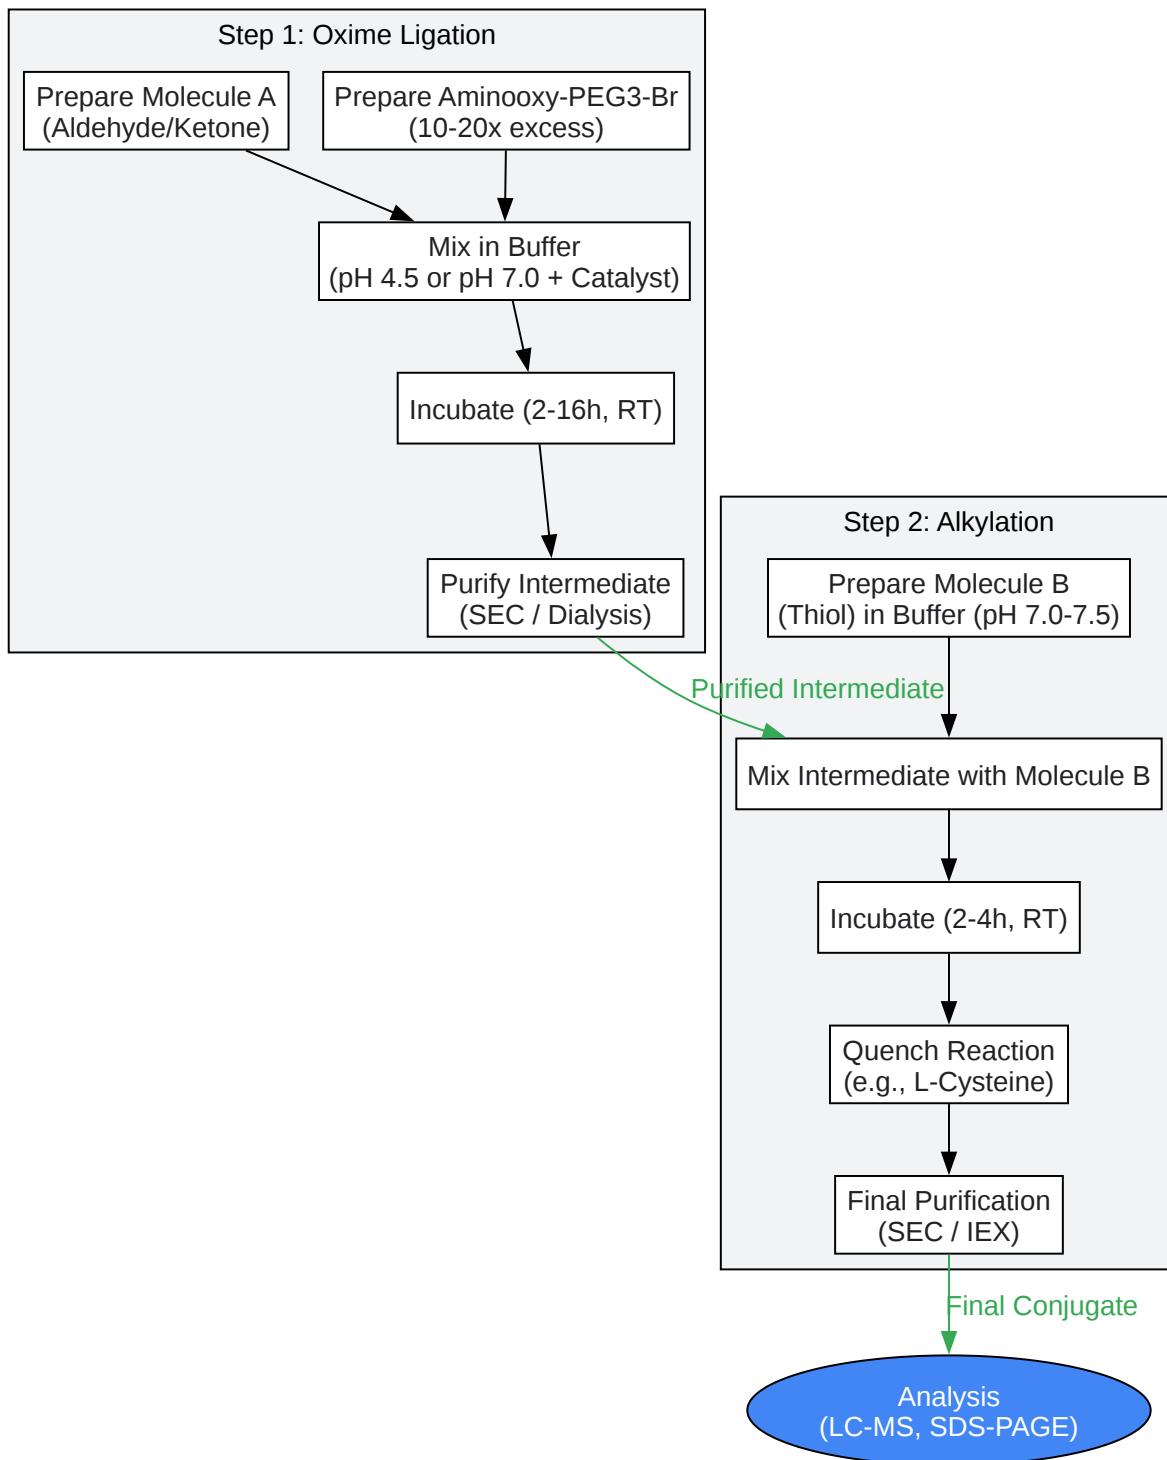 Step 1: Oxime Ligation
Prepare Molecule A
(Aldehyde/Ketone)
Prepare Aminooxy-PEG3-Br
(10-20x excess)
Mix in Buffer
(pH 4.5 or pH 7.0 + Catalyst)
Incubate (2-16h, RT)
Purify Intermediate
(SEC / Dialysis)
Step 2: Alkylation
Prepare Molecule B
(Thiol) in Buffer (pH 7.0-7.5)
Purified Intermediate
Mix Intermediate with Molecule B
Incubate (2-4h, RT)
Quench Reaction
(e.g., L-Cysteine)
Final Purification
(SEC / IEX)
Final Conjugate
Analysis
(LC-MS, SDS-PAGE)